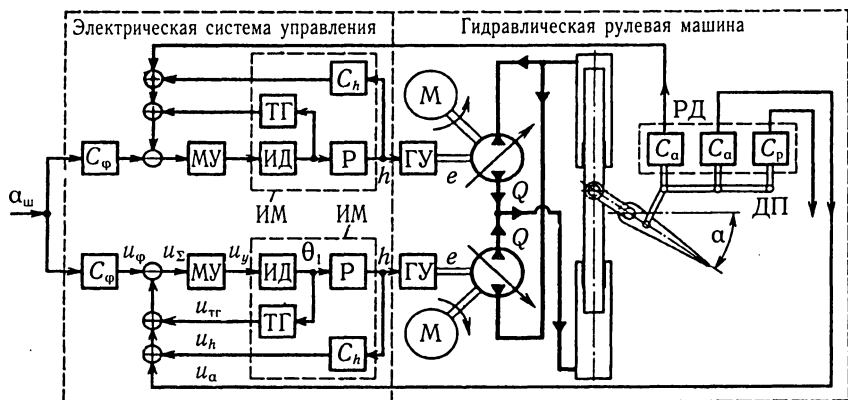 Электрическая система управления
Гидравлическая рулевая машина
C_h
М
РД
ТГ
C_α C_α C_р
C_φ МУ ИД Р h ГУ e
Q
ДП
α_ш
ИМ ИМ
Q
α
u_φ u_Σ u_у θ_1 h e
C_φ МУ ИД Р ГУ
u_тг ТГ
М
u_h C_h
u_α